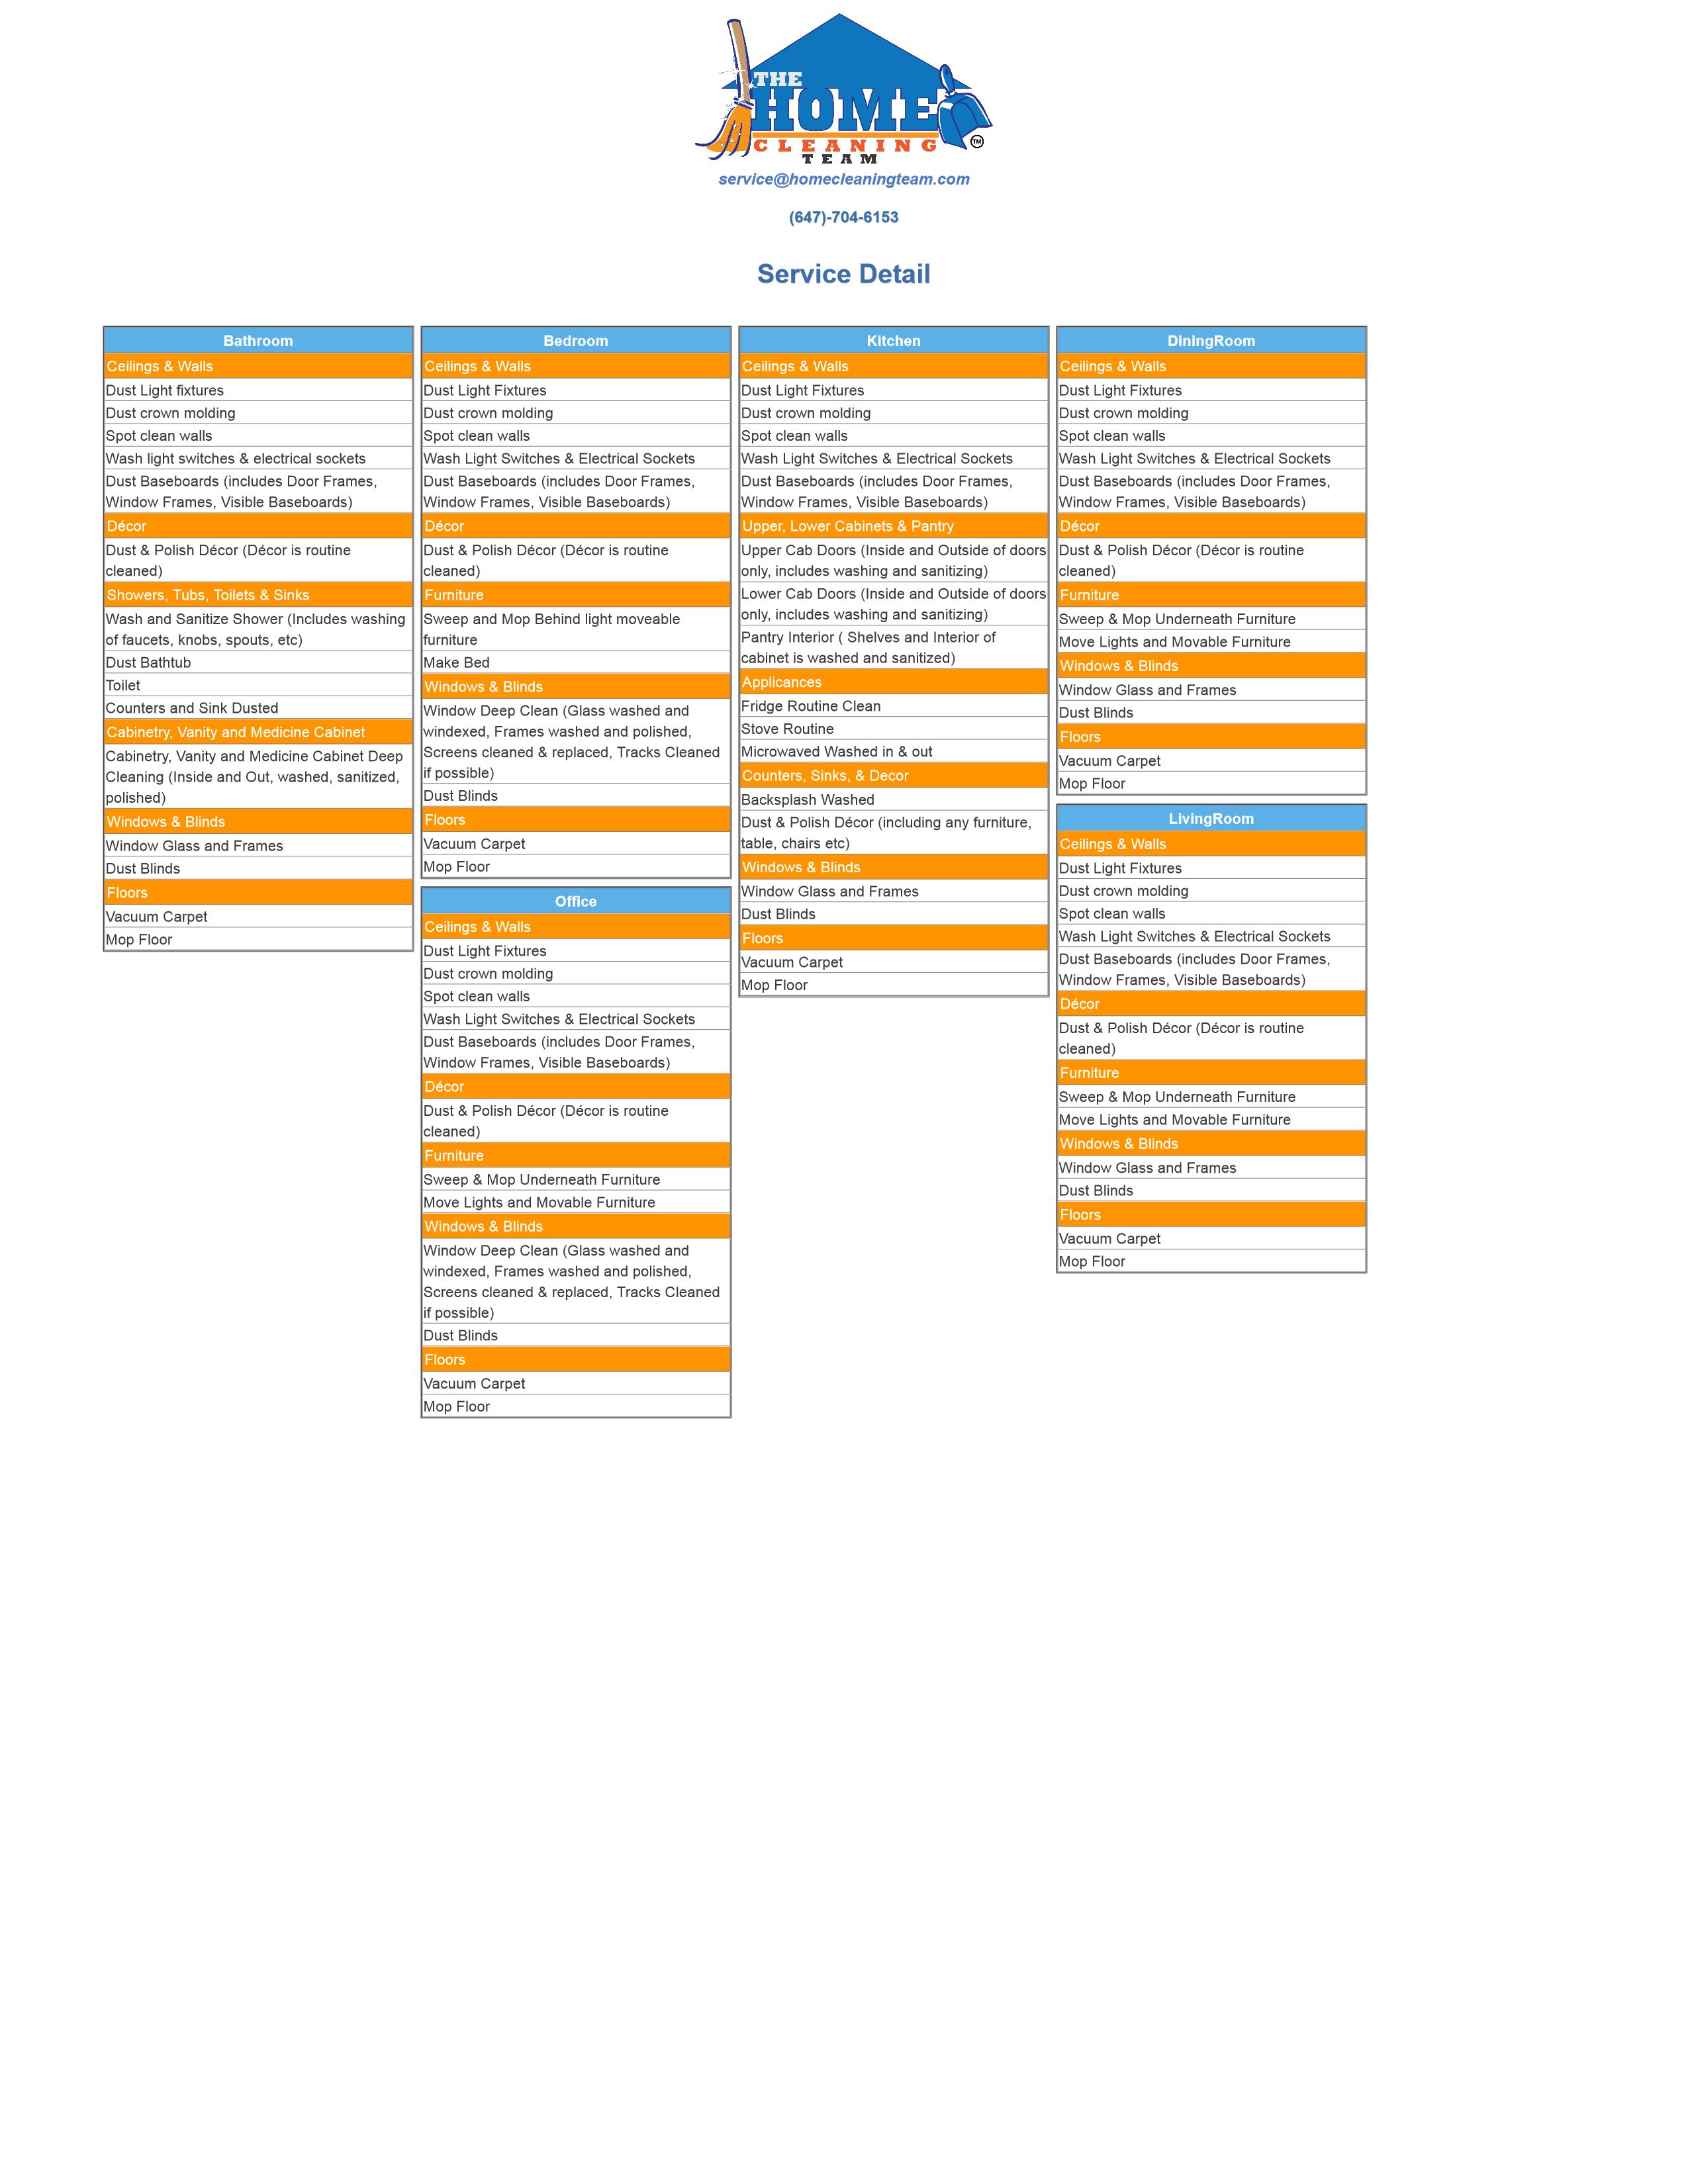 THE
HOME
CLEANING
TEAM
TM
service@homecleaningteam.com
(647)-704-6153
Service Detail
Bathroom
Ceilings & Walls
Dust Light fixtures
Dust crown molding
Spot clean walls
Wash light switches & electrical sockets
Dust Baseboards (includes Door Frames,
Window Frames, Visible Baseboards)
Décor
Dust & Polish Décor (Décor is routine
cleaned)
Showers, Tubs, Toilets & Sinks
Wash and Sanitize Shower (Includes washing
of faucets, knobs, spouts, etc)
Dust Bathtub
Toilet
Counters and Sink Dusted
Cabinetry, Vanity and Medicine Cabinet
Cabinetry, Vanity and Medicine Cabinet Deep
Cleaning (Inside and Out, washed, sanitized,
polished)
Windows & Blinds
Window Glass and Frames
Dust Blinds
Floors
Vacuum Carpet
Mop Floor
Bedroom
Ceilings & Walls
Dust Light Fixtures
Dust crown molding
Spot clean walls
Wash Light Switches & Electrical Sockets
Dust Baseboards (includes Door Frames,
Window Frames, Visible Baseboards)
Décor
Dust & Polish Décor (Décor is routine
cleaned)
Furniture
Sweep and Mop Behind light moveable
furniture
Make Bed
Windows & Blinds
Window Deep Clean (Glass washed and
windexed, Frames washed and polished,
Screens cleaned & replaced, Tracks Cleaned
if possible)
Dust Blinds
Floors
Vacuum Carpet
Mop Floor
Office
Ceilings & Walls
Dust Light Fixtures
Dust crown molding
Spot clean walls
Wash Light Switches & Electrical Sockets
Dust Baseboards (includes Door Frames,
Window Frames, Visible Baseboards)
Décor
Dust & Polish Décor (Décor is routine
cleaned)
Furniture
Sweep & Mop Underneath Furniture
Move Lights and Movable Furniture
Windows & Blinds
Window Deep Clean (Glass washed and
windexed, Frames washed and polished,
Screens cleaned & replaced, Tracks Cleaned
if possible)
Dust Blinds
Floors
Vacuum Carpet
Mop Floor
Kitchen
Ceilings & Walls
Dust Light Fixtures
Dust crown molding
Spot clean walls
Wash Light Switches & Electrical Sockets
Dust Baseboards (includes Door Frames,
Window Frames, Visible Baseboards)
Upper, Lower Cabinets & Pantry
Upper Cab Doors (Inside and Outside of doors
only, includes washing and sanitizing)
Lower Cab Doors (Inside and Outside of doors
only, includes washing and sanitizing)
Pantry Interior ( Shelves and Interior of
cabinet is washed and sanitized)
Applicances
Fridge Routine Clean
Stove Routine
Microwaved Washed in & out
Counters, Sinks, & Decor
Backsplash Washed
Dust & Polish Décor (including any furniture,
table, chairs etc)
Windows & Blinds
Window Glass and Frames
Dust Blinds
Floors
Vacuum Carpet
Mop Floor
DiningRoom
Ceilings & Walls
Dust Light Fixtures
Dust crown molding
Spot clean walls
Wash Light Switches & Electrical Sockets
Dust Baseboards (includes Door Frames,
Window Frames, Visible Baseboards)
Décor
Dust & Polish Décor (Décor is routine
cleaned)
Furniture
Sweep & Mop Underneath Furniture
Move Lights and Movable Furniture
Windows & Blinds
Window Glass and Frames
Dust Blinds
Floors
Vacuum Carpet
Mop Floor
LivingRoom
Ceilings & Walls
Dust Light Fixtures
Dust crown molding
Spot clean walls
Wash Light Switches & Electrical Sockets
Dust Baseboards (includes Door Frames,
Window Frames, Visible Baseboards)
Décor
Dust & Polish Décor (Décor is routine
cleaned)
Furniture
Sweep & Mop Underneath Furniture
Move Lights and Movable Furniture
Windows & Blinds
Window Glass and Frames
Dust Blinds
Floors
Vacuum Carpet
Mop Floor